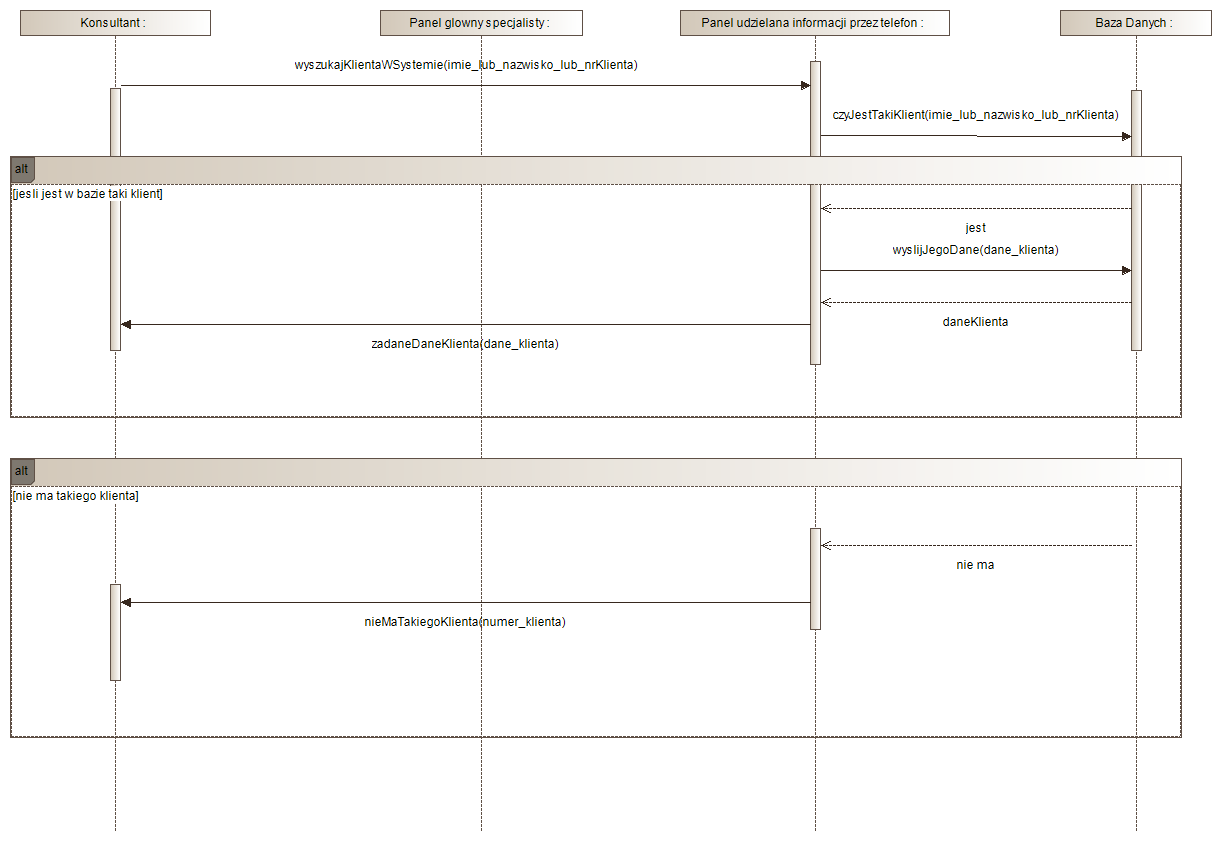 Konsultant :
Panel glowny specjalisty :
Panel udzielana informacji przez telefon :
Baza Danych :
wyszukajKlientaWSystemie(imie_lub_nazwisko_lub_nrKlienta)
czyJestTakiKlient(imie_lub_nazwisko_lub_nrKlienta)
alt
[jesli jest w bazie taki klient]
jest
wyslijJegoDane(dane_klienta)
daneKlienta
zadaneDaneKlienta(dane_klienta)
alt
[nie ma takiego klienta]
nie ma
nieMaTakiegoKlienta(numer_klienta)